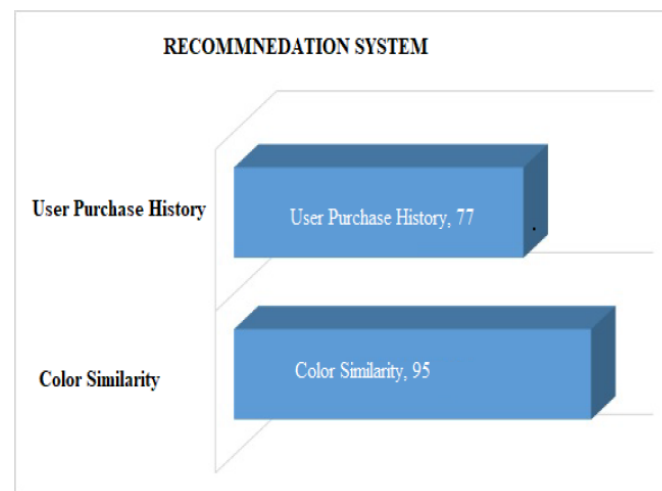 RECOMMNEDATION SYSTEM
User Purchase History
User Purchase History, 77
Color Similarity
Color Similarity, 95